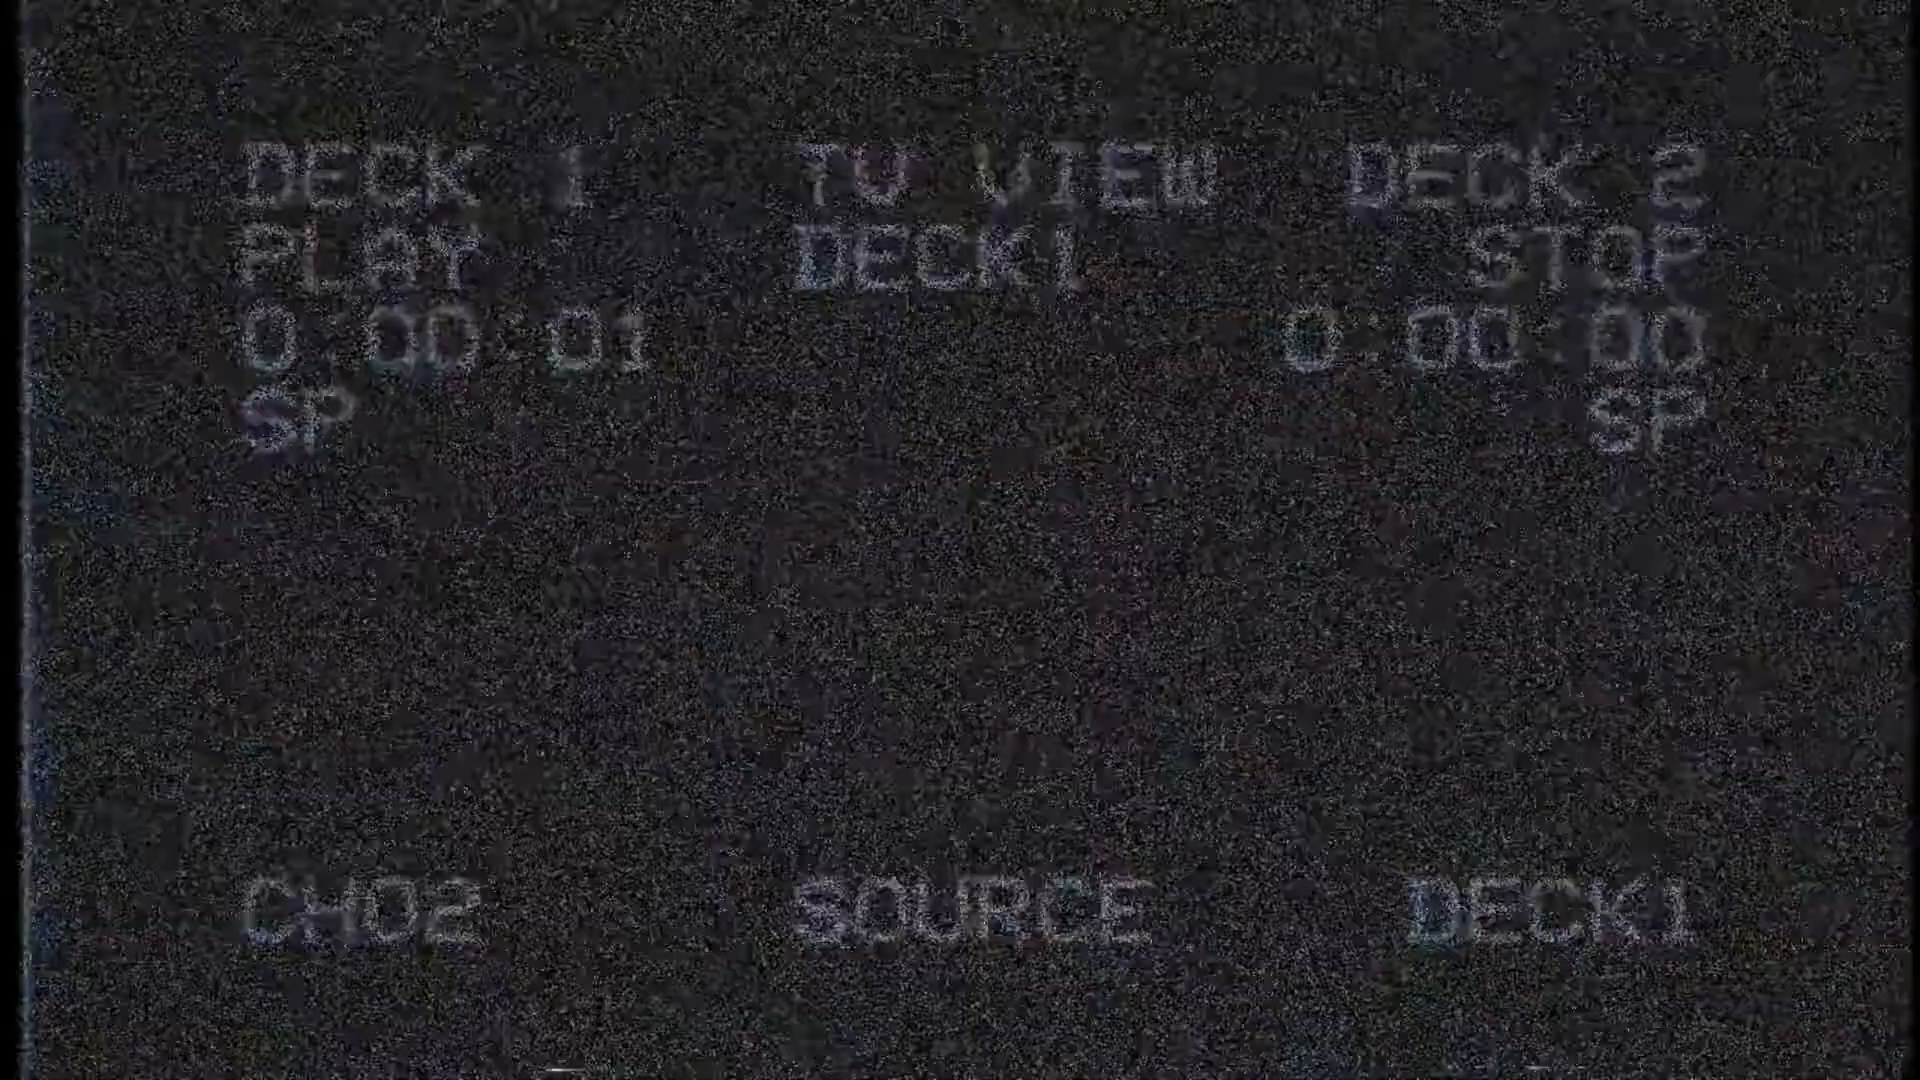 DECK 1 TO VIEW DECK 2
PLAY DECK1 STOP
0:00:01 0:00:00
SP SP
CH02 SOURCE DECK1